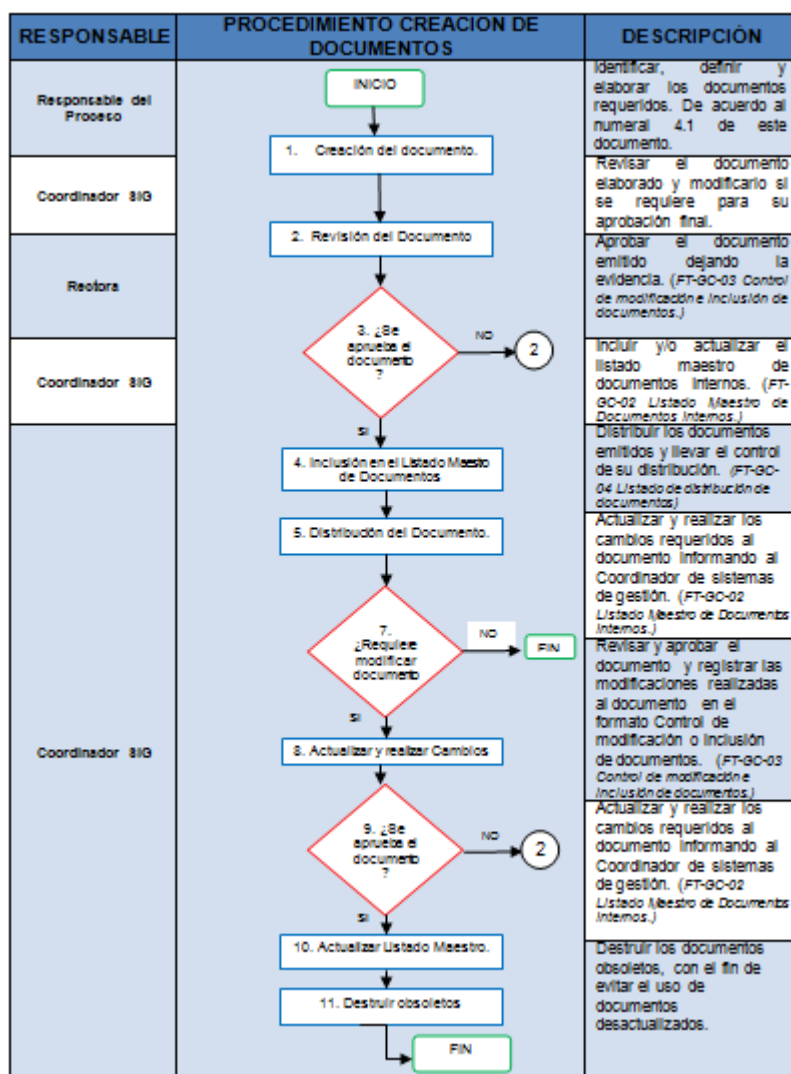 RESPONSABLE
PROCEDIMIENTO CREACION DE
DOCUMENTOS
DESCRIPCIÓN
Responsable del
Proceso
INICIO
1. Creación del documento.
Identificar, definir y
elaborar los documentos
requeridos. De acuerdo al
numeral 4.1 de este
documento.
Coordinador SIG
2. Revisión del Documento
Revisar el documento
elaborado y modificarlo si
se requiere para su
aprobación final.
Rectora
3. ¿Se
aprueba el
documento
?
NO
2
SI
Aprobar el documento
emitido dejando la
evidencia. (FT-GC-03 Control
de modificación e inclusión de
documentos.)
Coordinador SIG
Incluir y/o actualizar el
listado maestro de
documentos internos. (FT-
GC-02 Listado Maestro de
Documentos Internos.)
Coordinador SIG
4. Inclusión en el Listado Maestro
de Documentos
5. Distribución del Documento.
Distribuir los documentos
emitidos y llevar el control
de su distribución. (FT-GC-
04 Listado de distribución de
documentos)
7.
¿Requiere
modificar
documento
NO
FIN
SI
Actualizar y realizar los
cambios requeridos al
documento informando al
Coordinador de sistemas
de gestión. (FT-GC-02
Listado Maestro de Documentos
Internos.)
8. Actualizar y realizar Cambios
Revisar y aprobar el
documento y registrar las
modificaciones realizadas
al documento en el
formato Control de
modificación o inclusión
de documentos. (FT-GC-03
Control de modificación e
inclusión de documentos.)
9. ¿Se
aprueba el
documento
?
NO
2
SI
Actualizar y realizar los
cambios requeridos al
documento informando al
Coordinador de sistemas
de gestión. (FT-GC-02
Listado Maestro de Documentos
Internos.)
10. Actualizar Listado Maestro.
11. Destruir obsoletos
FIN
Destruir los documentos
obsoletos, con el fin de
evitar el uso de
documentos
desactualizados.